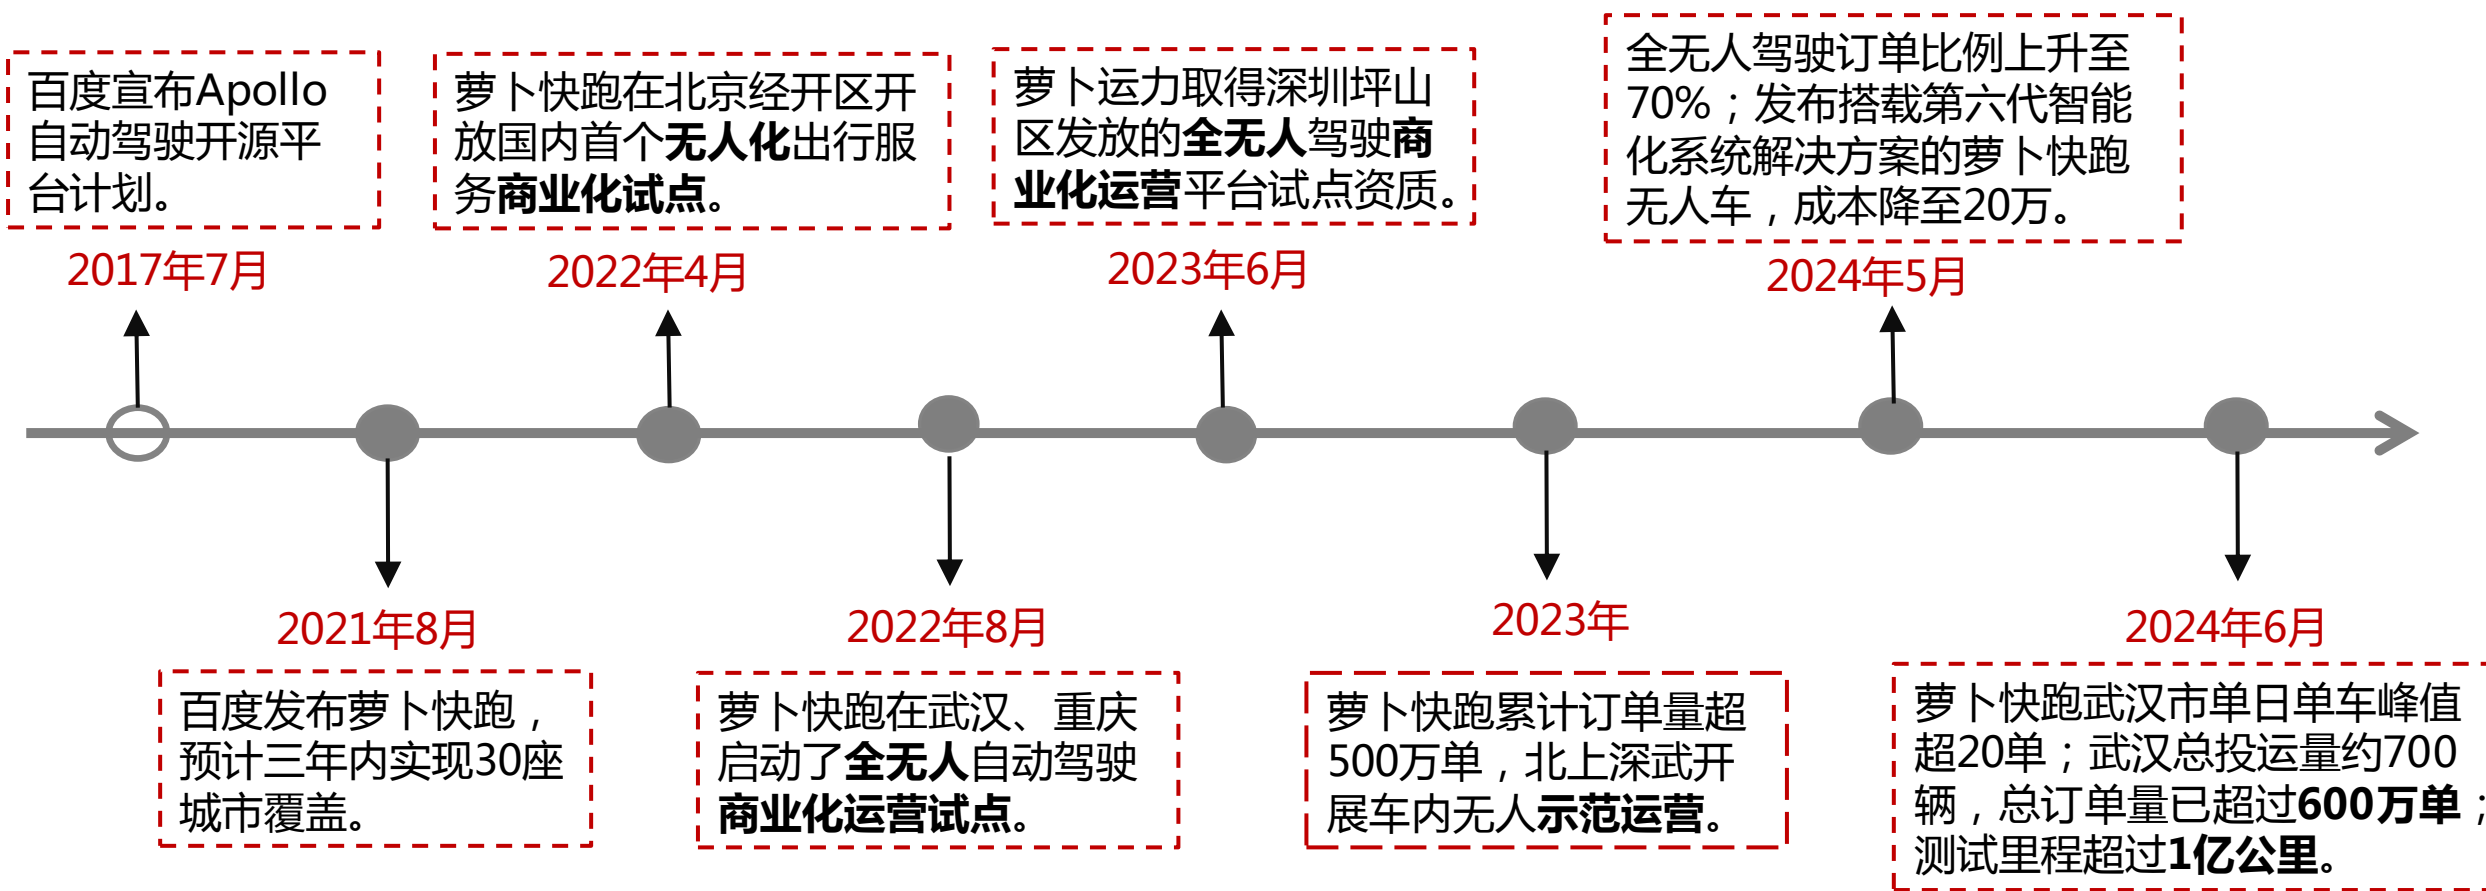 百度宣布Apollo
自动驾驶开源平
台计划。
2017年7月
萝卜快跑在北京经开区开
放国内首个无人化出行服
务商业化试点。
2022年4月
萝卜运力取得深圳坪山
区发放的全无人驾驶商
业化运营平台试点资质。
2023年6月
全无人驾驶订单比例上升至
70%；发布搭载第六代智能
化系统解决方案的萝卜快跑
无人车，成本降至20万。
2024年5月
2021年8月
百度发布萝卜快跑，
预计三年内实现30座
城市覆盖。
2022年8月
萝卜快跑在武汉、重庆
启动了全无人自动驾驶
商业化运营试点。
2023年
萝卜快跑累计订单量超
500万单，北上深武开
展车内无人示范运营。
2024年6月
萝卜快跑武汉市单日单车峰值
超20单；武汉总投运量约700
辆，总订单量已超过600万单；
测试里程超过1亿公里。